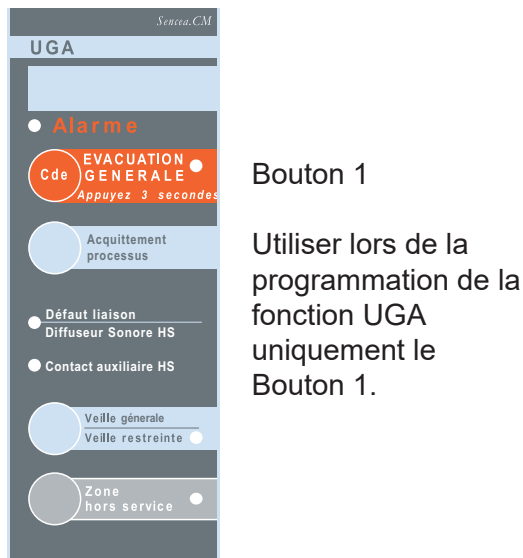 Sencea.CM
UGA
Alarme
Cde
EVACUATION
GENERALE
Appuyez 3 secondes
Acquittement
processus
Défaut liaison
Diffuseur Sonore HS
Contact auxiliaire HS
Veille génerale
Veille restreinte
Zone
hors service
Bouton 1
Utiliser lors de la
programmation de la
fonction UGA
uniquement le
Bouton 1.